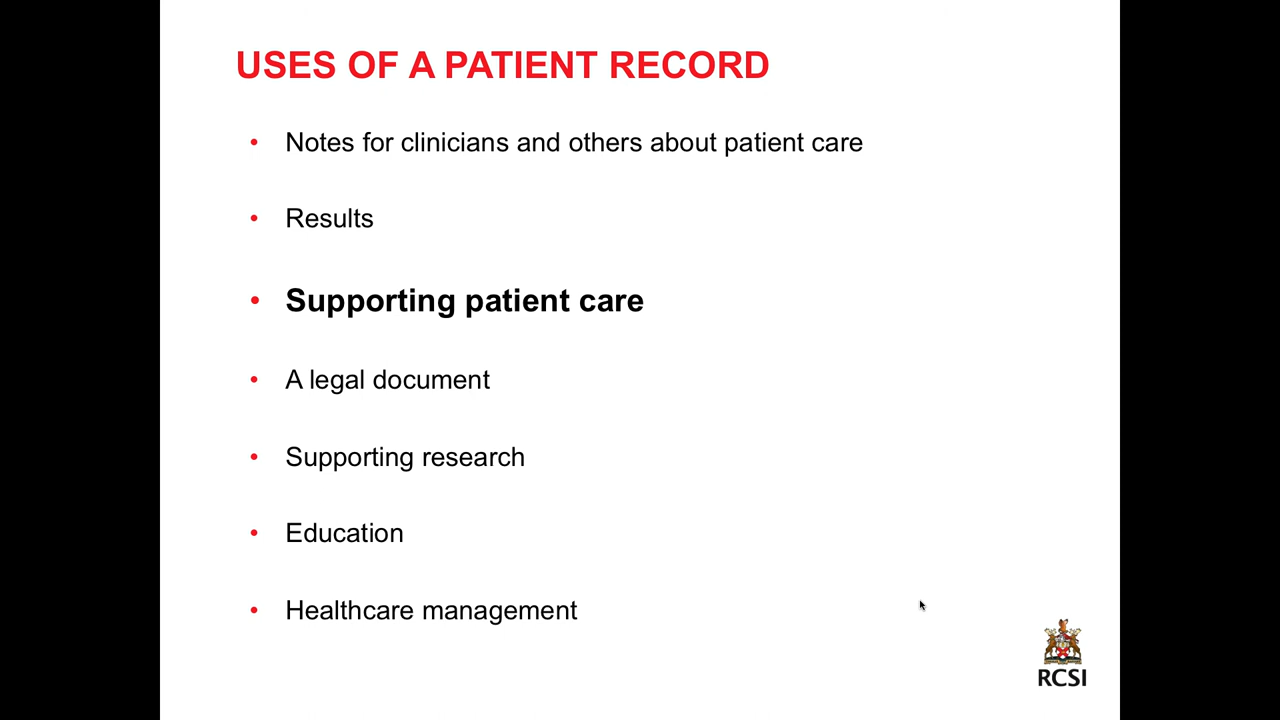 USES OF A PATIENT RECORD
• Notes for clinicians and others about patient care
• Results
• Supporting patient care
• A legal document
• Supporting research
• Education
• Healthcare management
RCSI